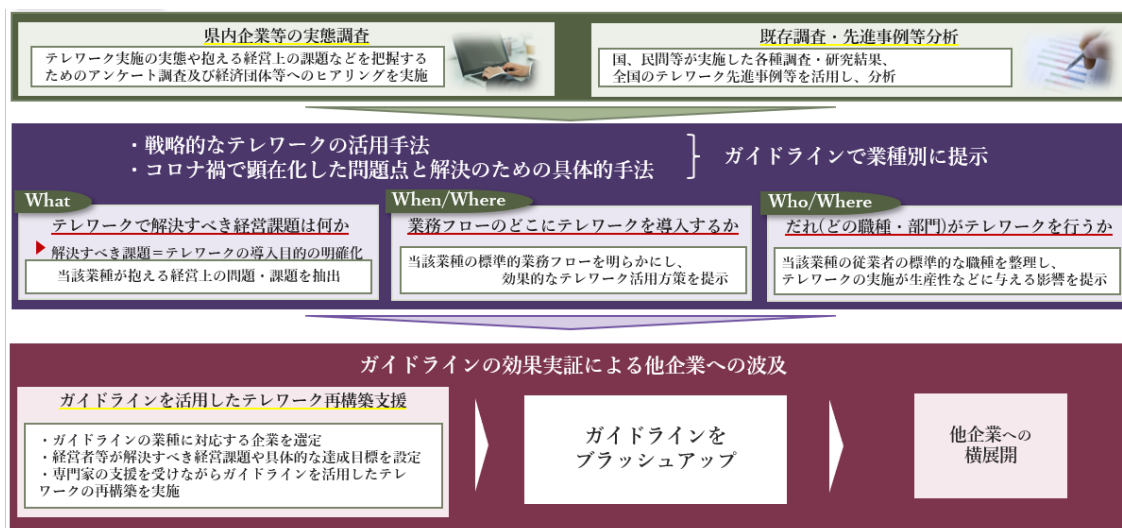 県内企業等の実態調査
テレワーク実施の実態や抱える経営上の課題などを把握する
ためのアンケート調査及び経済団体等へのヒアリングを実施
既存調査・先進事例等分析
国、民間等が実施した各種調査・研究結果、
全国のテレワーク先進事例等を活用し、分析
・戦略的なテレワークの活用手法
・コロナ禍で顕在化した問題点と解決のための具体的手法
ガイドラインで業種別に提示
What
テレワークで解決すべき経営課題は何か
解決すべき課題＝テレワークの導入目的の明確化
当該業種が抱える経営上の問題・課題を抽出
When/Where
業務フローのどこにテレワークを導入するか
当該業種の標準的業務フローを明らかにし、
効果的なテレワーク活用方策を提示
Who/Where
だれ(どの職種・部門)がテレワークを行うか
当該業種の従業者の標準的な職種を整理し、
テレワークの実施が生産性などに与える影響を提示
ガイドラインの効果実証による他企業への波及
ガイドラインを活用したテレワーク再構築支援
・ガイドラインの業種に対応する企業を選定
・経営者等が解決すべき経営課題や具体的な達成目標を設定
・専門家の支援を受けながらガイドラインを活用したテレ
ワークの再構築を実施
ガイドラインを
ブラッシュアップ
他企業への
横展開